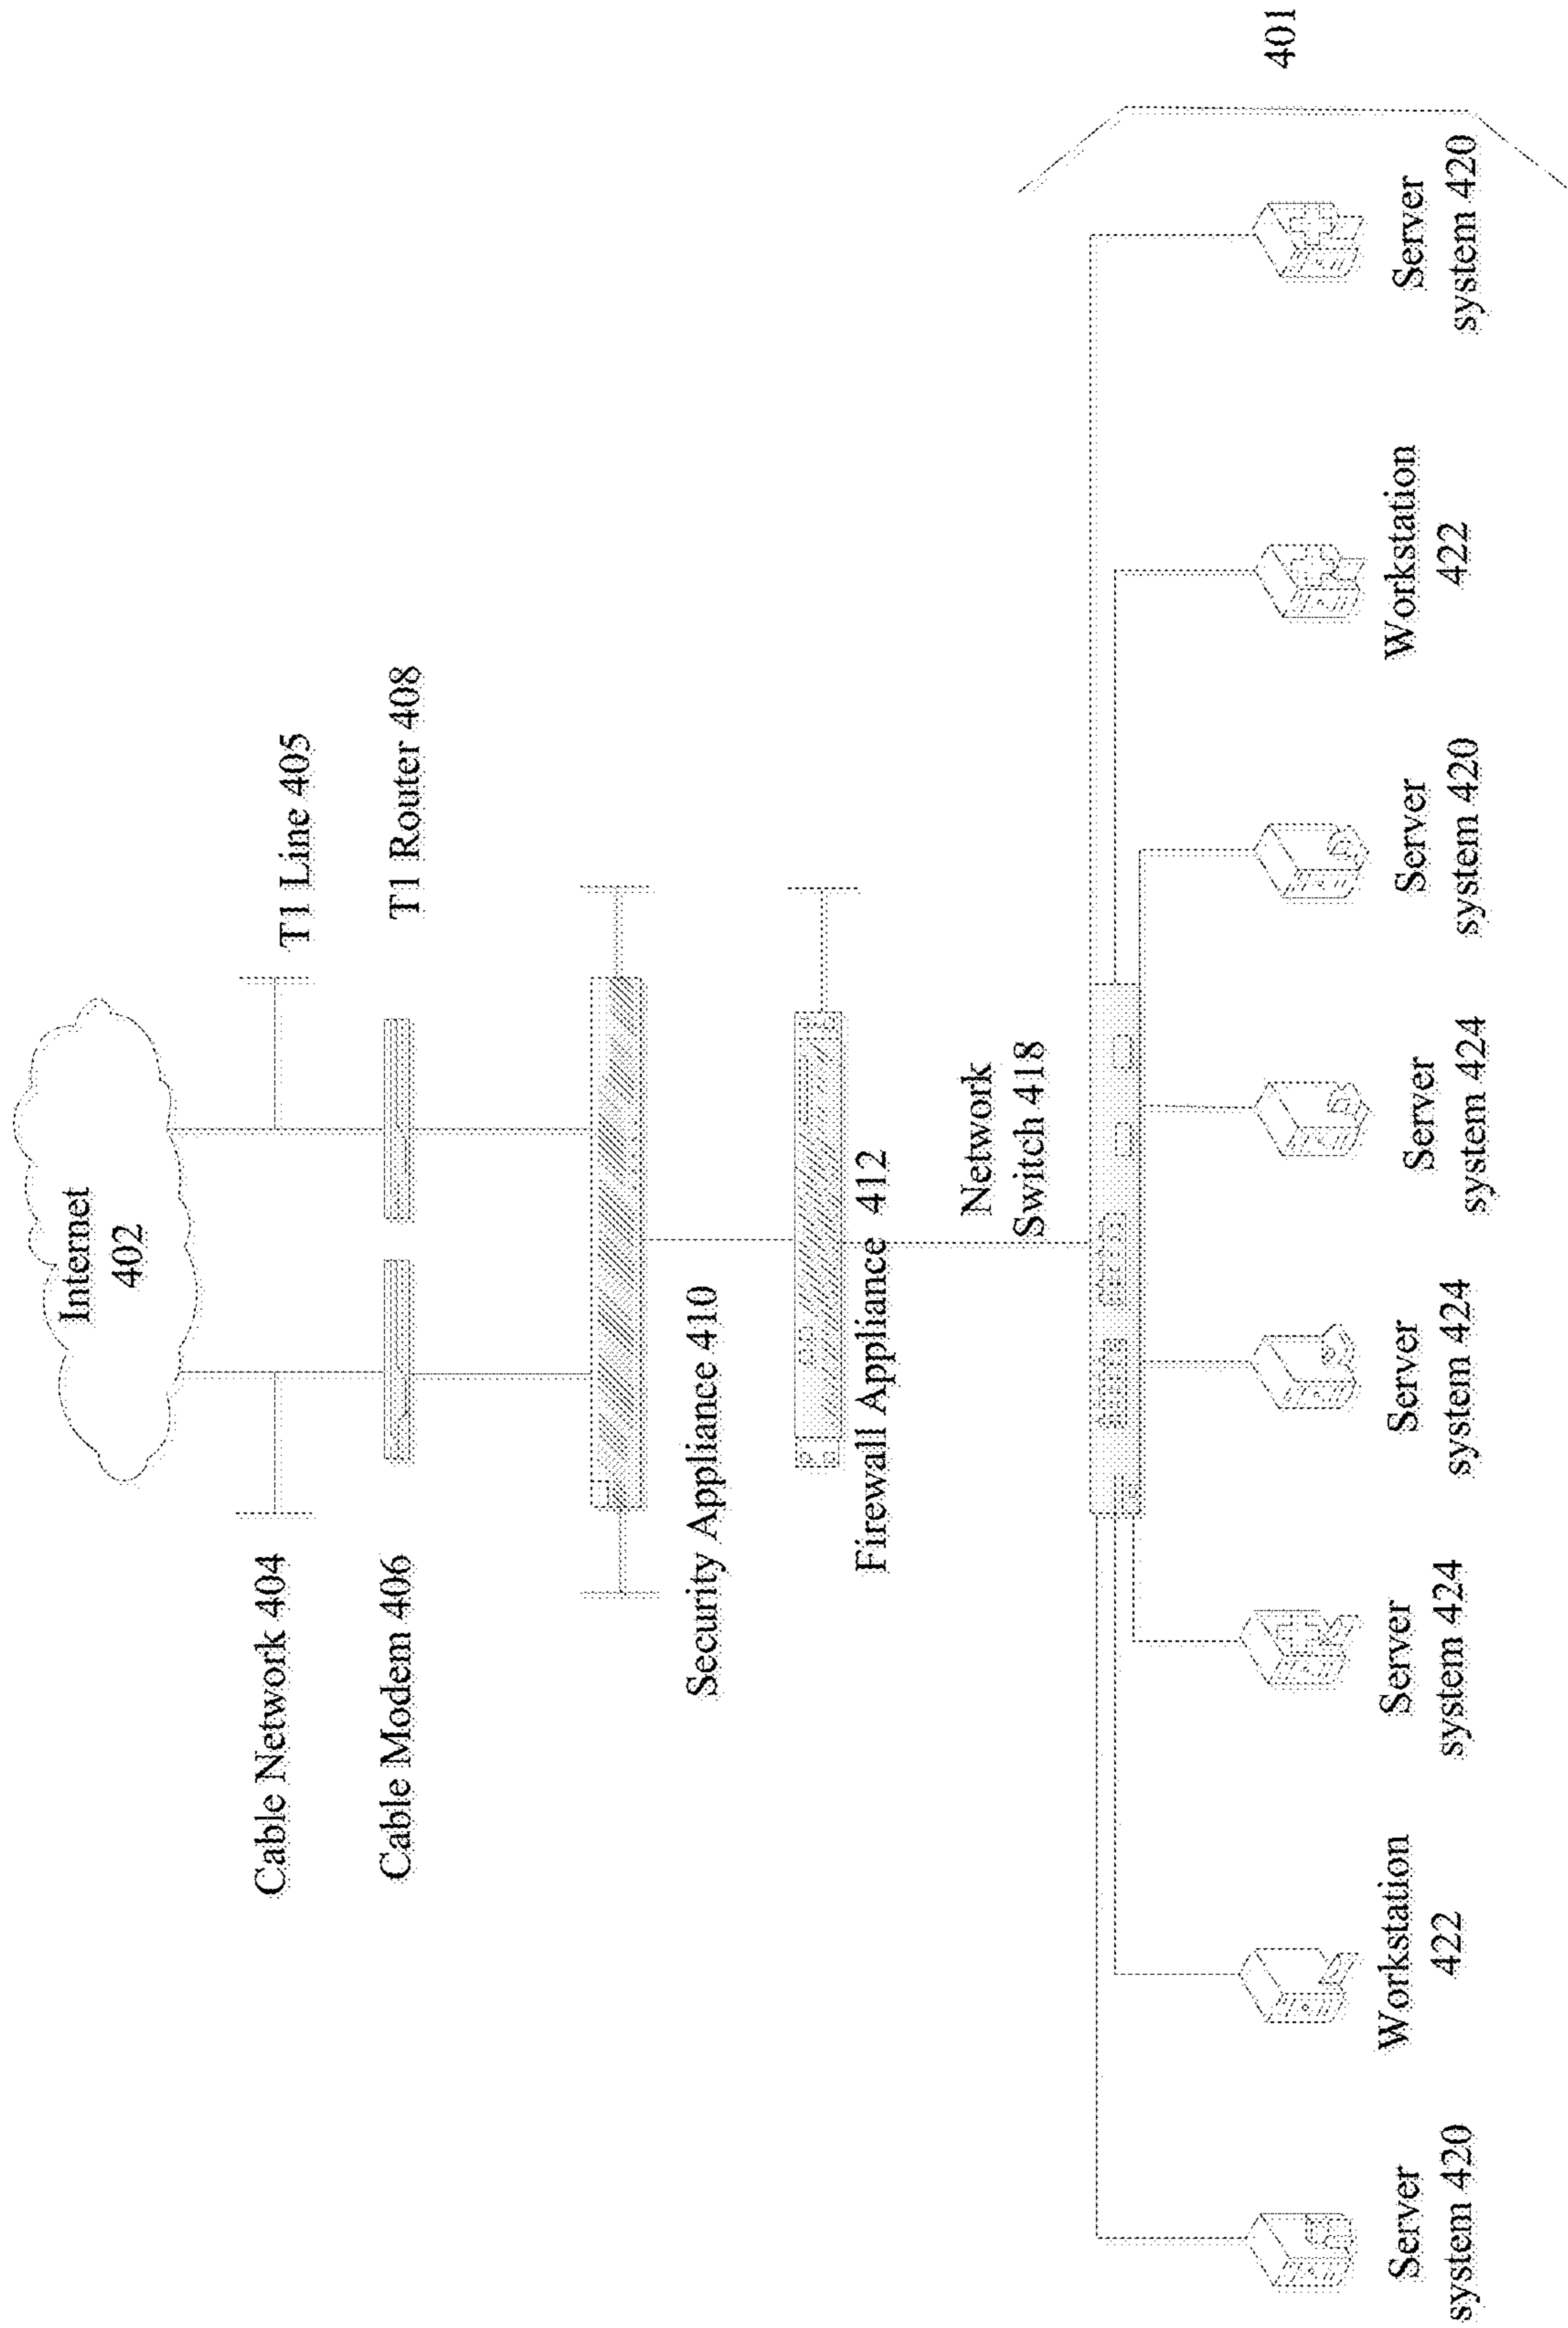 Internet
402
Cable Network 404
T1 Line 405
Cable Modem 406
T1 Router 408
Security Appliance 410
Firewall Appliance 412
Network
Switch 418
401
Server
system 420
Workstation
422
Server
system 424
Server
system 424
Server
system 424
Server
system 420
Workstation
422
Server
system 420